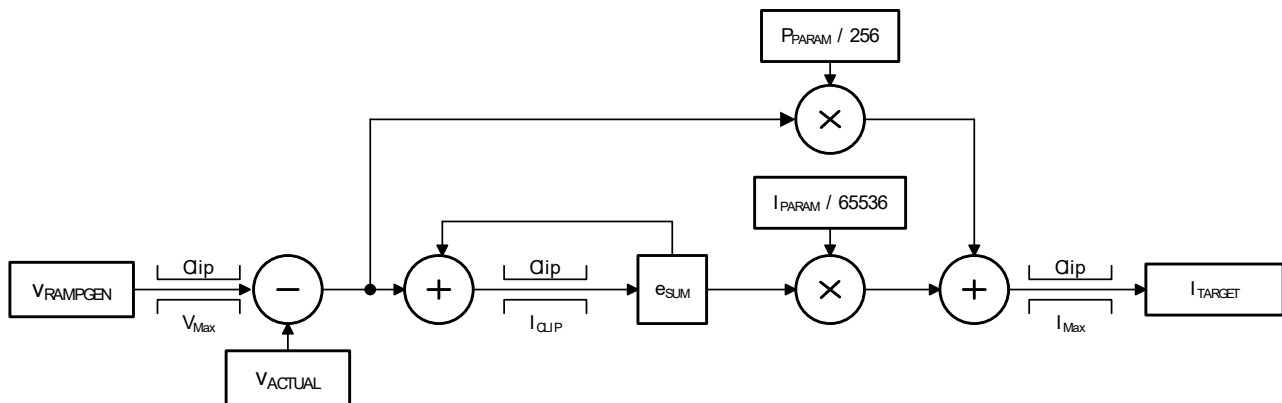 PPARAM / 256
×
IPARAM / 65536
Clip
VRAMPGEN
VMax
−
+
Clip
ICLIP
eSUM
×
+
Clip
IMax
ITARGET
VACTUAL